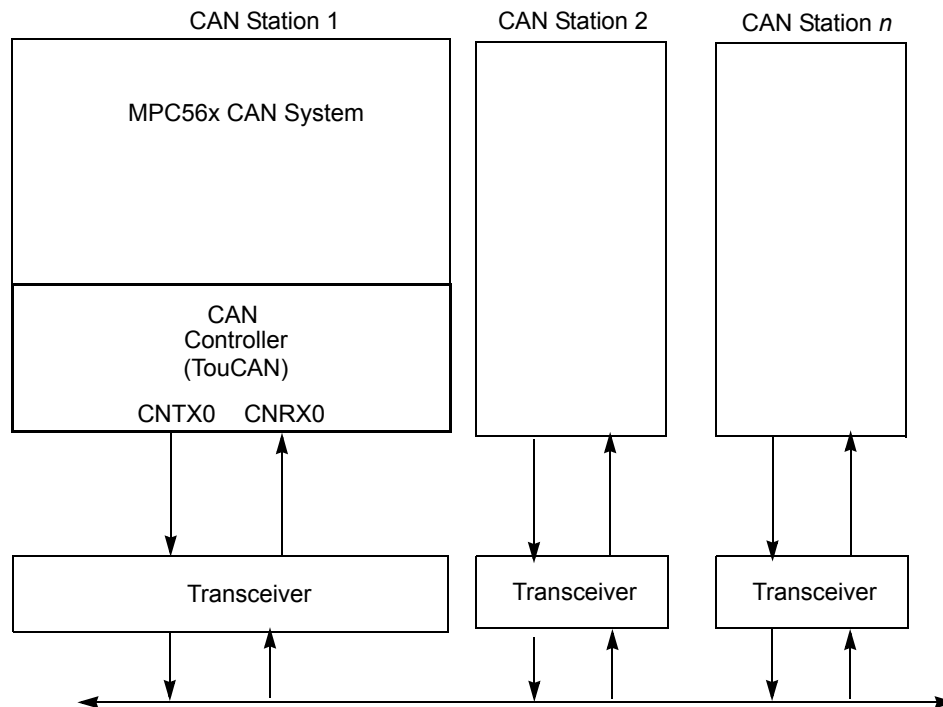 CAN Station 1
CAN Station 2
CAN Station n
MPC56x CAN System
CAN
Controller
(TouCAN)
CNTX0 CNRX0
Transceiver
Transceiver
Transceiver